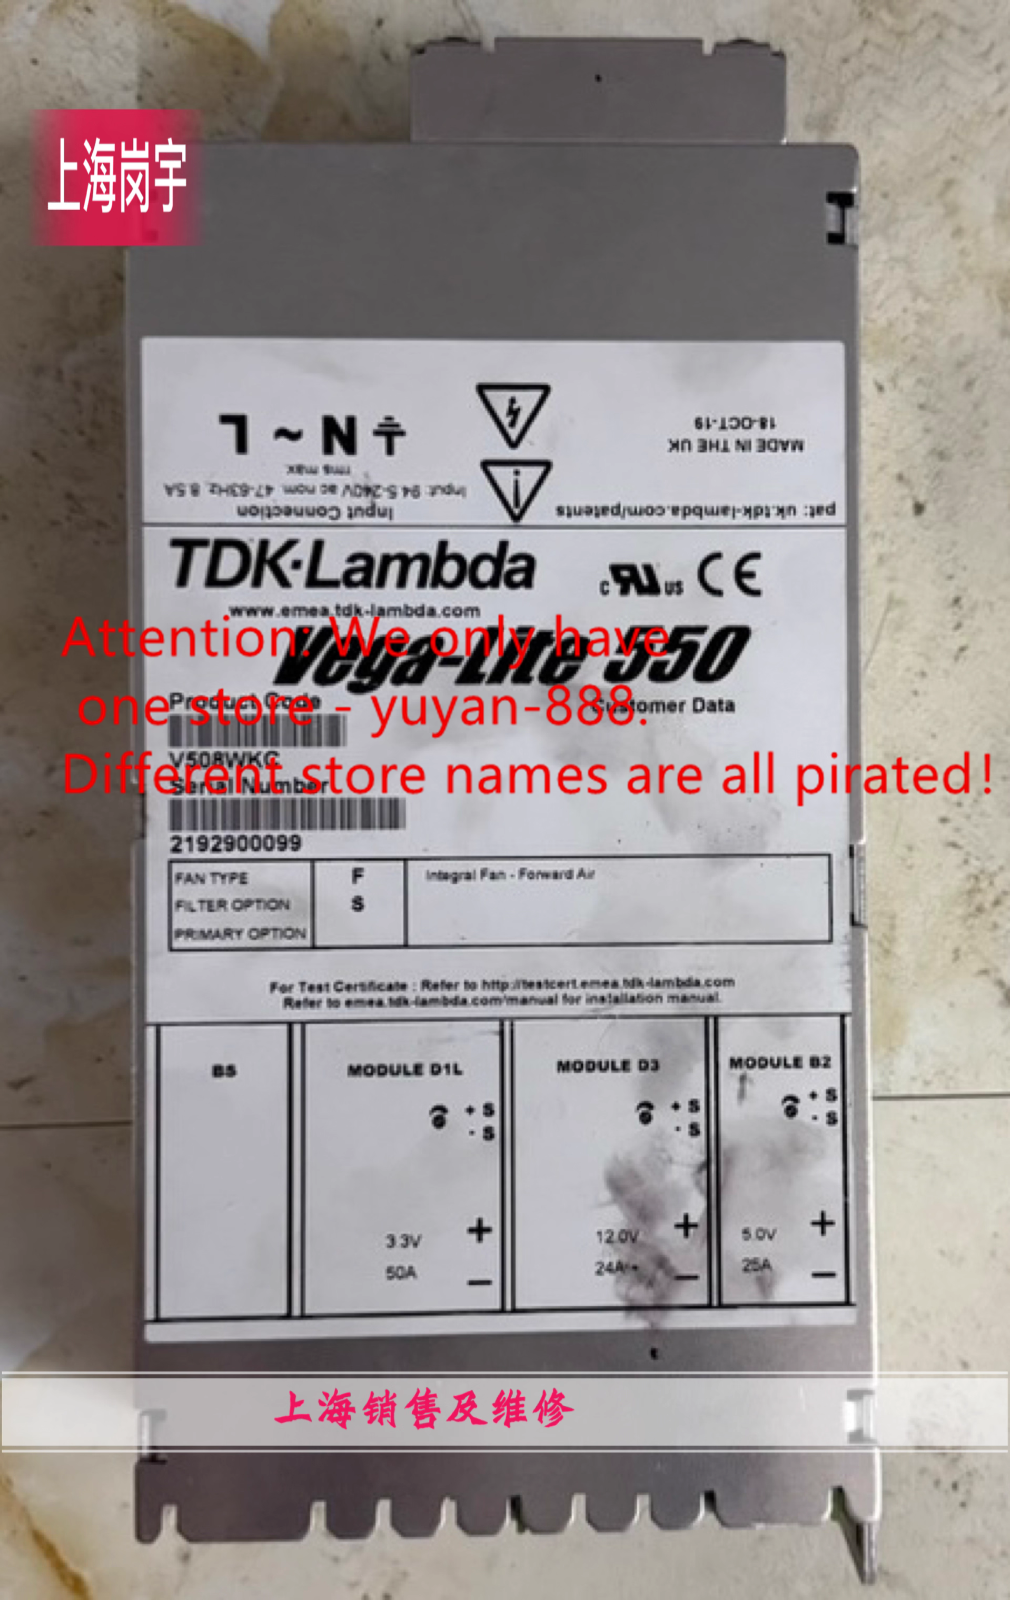 上海岗宇
L ~ N
18-OCT-19
MADE IN THE UK
Input: 94.5-240V ac nom, 47-63Hz, 8.5A
rms max
Input Connection
pat: uk.tdk-lambda.com/patents
TDK·Lambda
c RU US CE
www.emea.tdk-lambda.com
Attention: We only have
Vega-Lite 550
Product Code
Customer Data
one store - yuyan-888.
V508WKC
Different store names are all pirated!
Serial Number
2192900099
FAN TYPE F Integral Fan - Forward Air
FILTER OPTION S
PRIMARY OPTION
For Test Certificate : Refer to http://testcert.emea.tdk-lambda.com
Refer to emea.tdk-lambda.com/manual for installation manual.
BS MODULE D1L MODULE D3 MODULE B2
+ S + S + S
- S - S - S
3.3V + 12.0V + 5.0V +
50A - 24A - 25A -
上海销售及维修